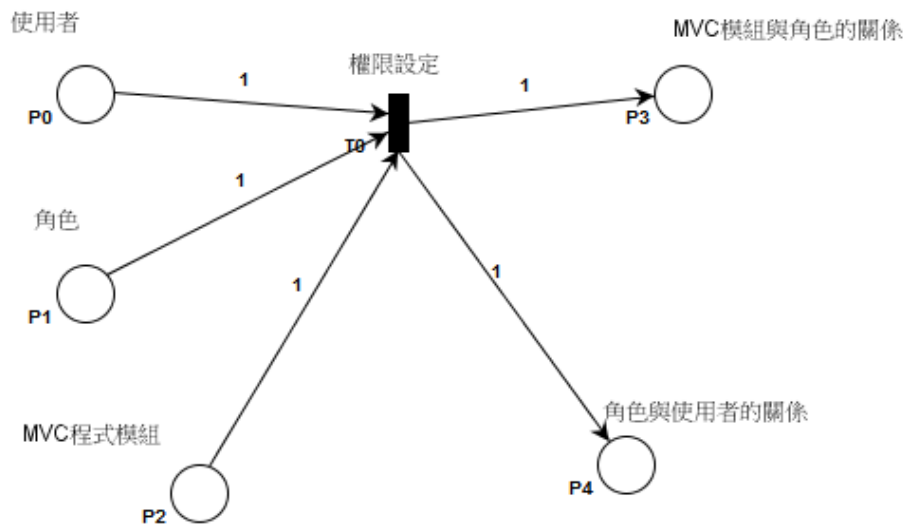 使用者
MVC模組與角色的關係
權限設定
1
1
P0
P3
T0
1
角色
1
1
P1
角色與使用者的關係
MVC程式模組
P4
P2